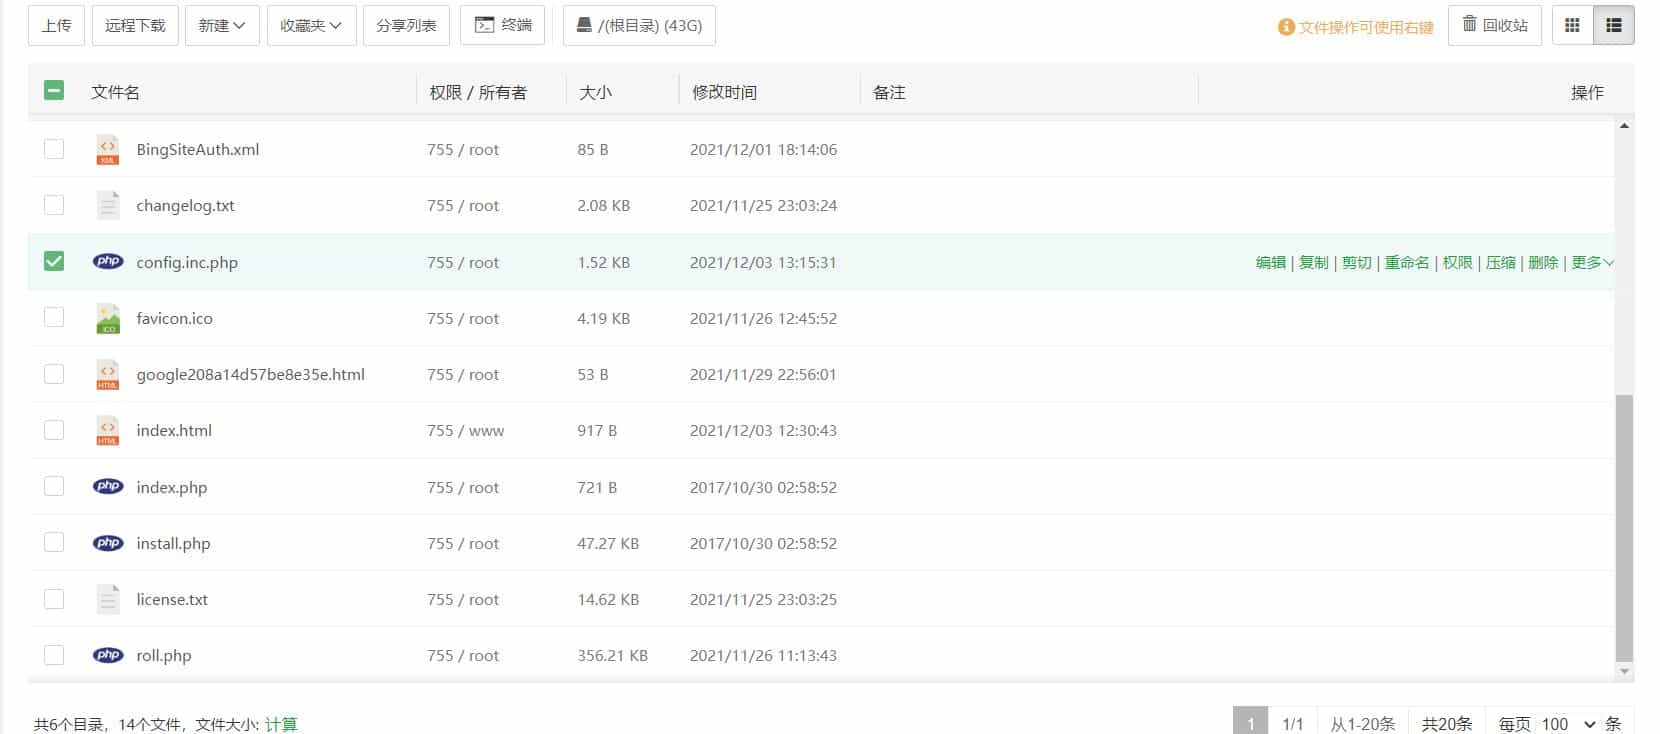 上传 远程下载 新建 收藏夹 分享列表 终端 /(根目录) (43G) 文件操作可使用右键 回收站
文件名 权限 / 所有者 大小 修改时间 备注 操作
XML BingSiteAuth.xml 755 / root 85 B 2021/12/01 18:14:06
changelog.txt 755 / root 2.08 KB 2021/11/25 23:03:24
php config.inc.php 755 / root 1.52 KB 2021/12/03 13:15:31 编辑 | 复制 | 剪切 | 重命名 | 权限 | 压缩 | 删除 | 更多
ICO favicon.ico 755 / root 4.19 KB 2021/11/26 12:45:52
HTML google208a14d57be8e35e.html 755 / root 53 B 2021/11/29 22:56:01
HTML index.html 755 / www 917 B 2021/12/03 12:30:43
php index.php 755 / root 721 B 2017/10/30 02:58:52
php install.php 755 / root 47.27 KB 2017/10/30 02:58:52
license.txt 755 / root 14.62 KB 2021/11/25 23:03:25
php roll.php 755 / root 356.21 KB 2021/11/26 11:13:43
共6个目录，14个文件，文件大小: 计算 1 1/1 从1-20条 共20条 每页 100 条